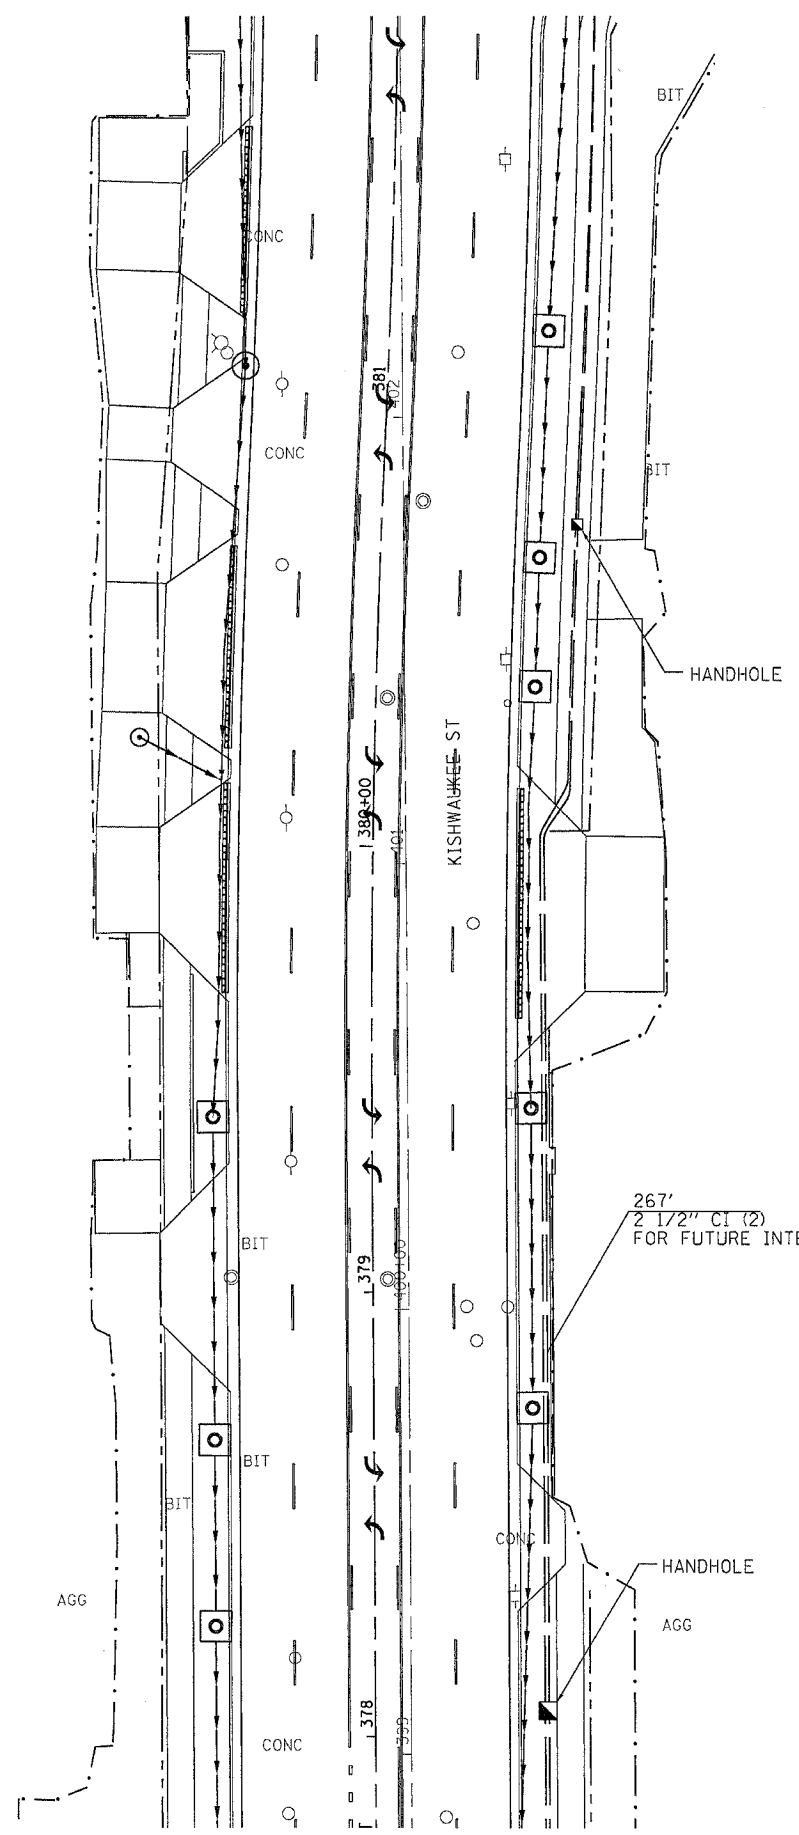 BIT
CONC
381
402
CONC
BIT
HANDHOLE
KISHWAUKEE ST
380+00
401
267'
2 1/2" CI (2)
FOR FUTURE INTE
BIT
379
400+00
BIT
BIT
CONC
HANDHOLE
AGG
AGG
378
399
CONC